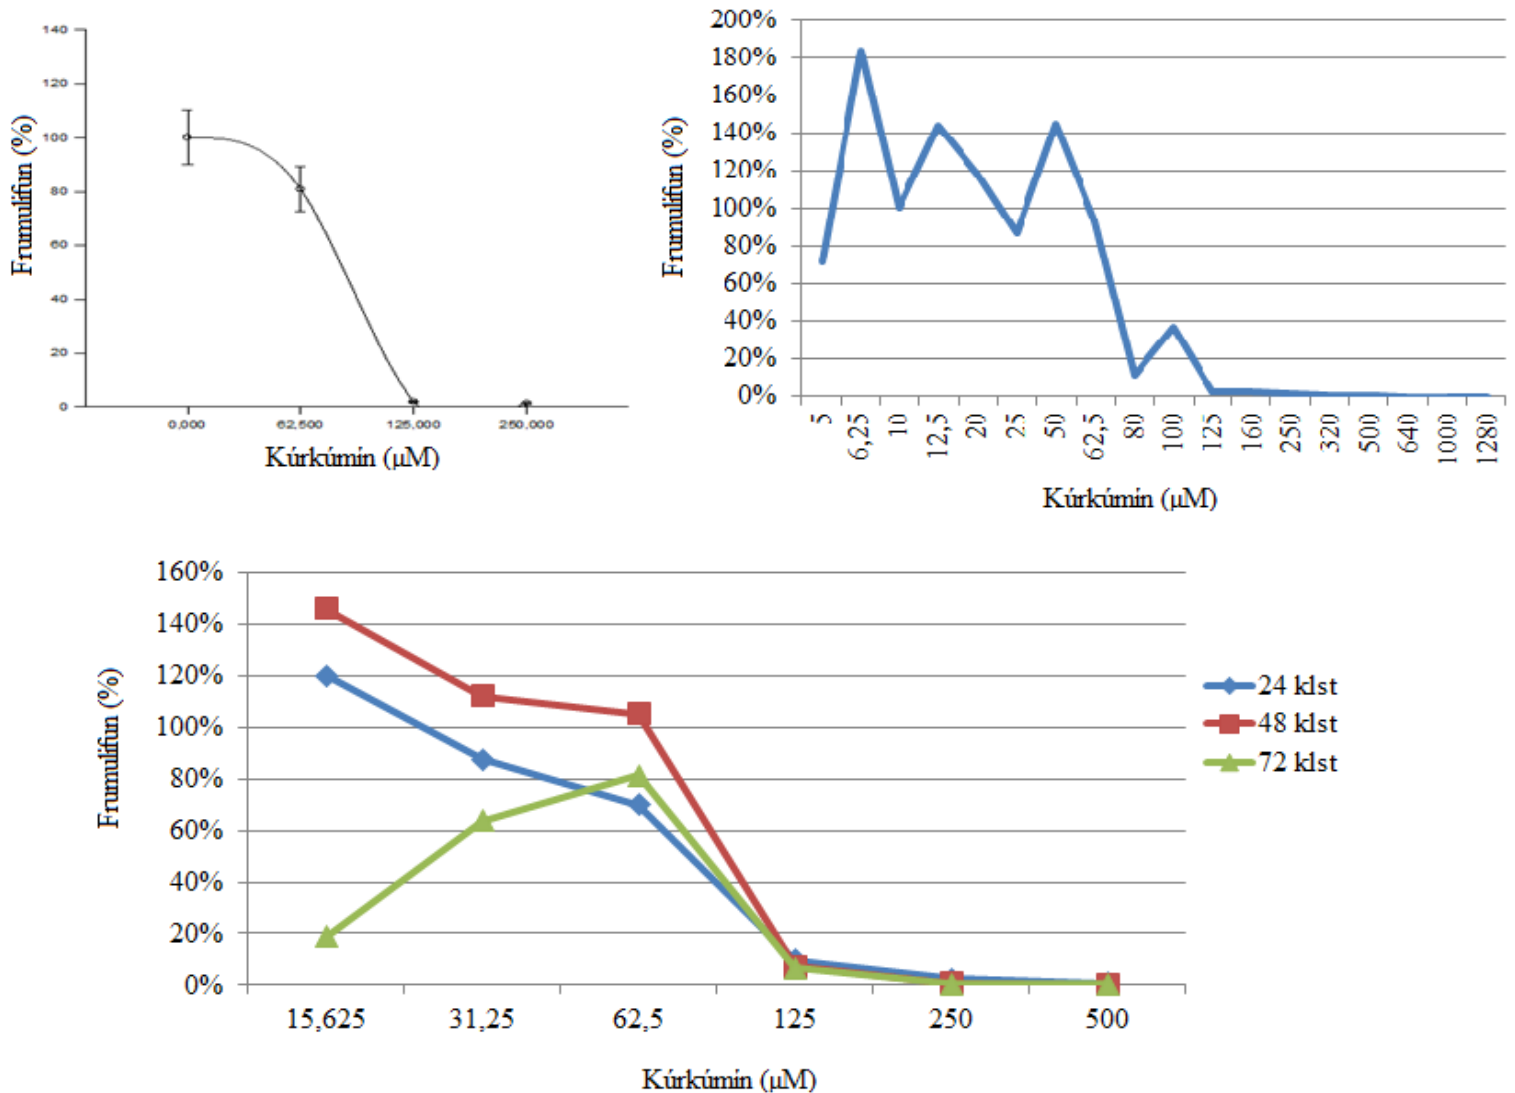 140
120
100
80
60
40
20
0
Frumulífun (%)
0,000 62,500 125,000 250,000
Kúrkúmín (μM)
200%
180%
160%
140%
120%
100%
80%
60%
40%
20%
0%
Frumulífun (%)
5 6,25 10 12,5 20 25 50 62,5 80 100 125 160 250 320 500 640 1000 1280
Kúrkúmín (μM)
160%
140%
120%
100%
80%
60%
40%
20%
0%
Frumulífun (%)
15,625 31,25 62,5 125 250 500
Kúrkúmín (μM)
24 klst
48 klst
72 klst